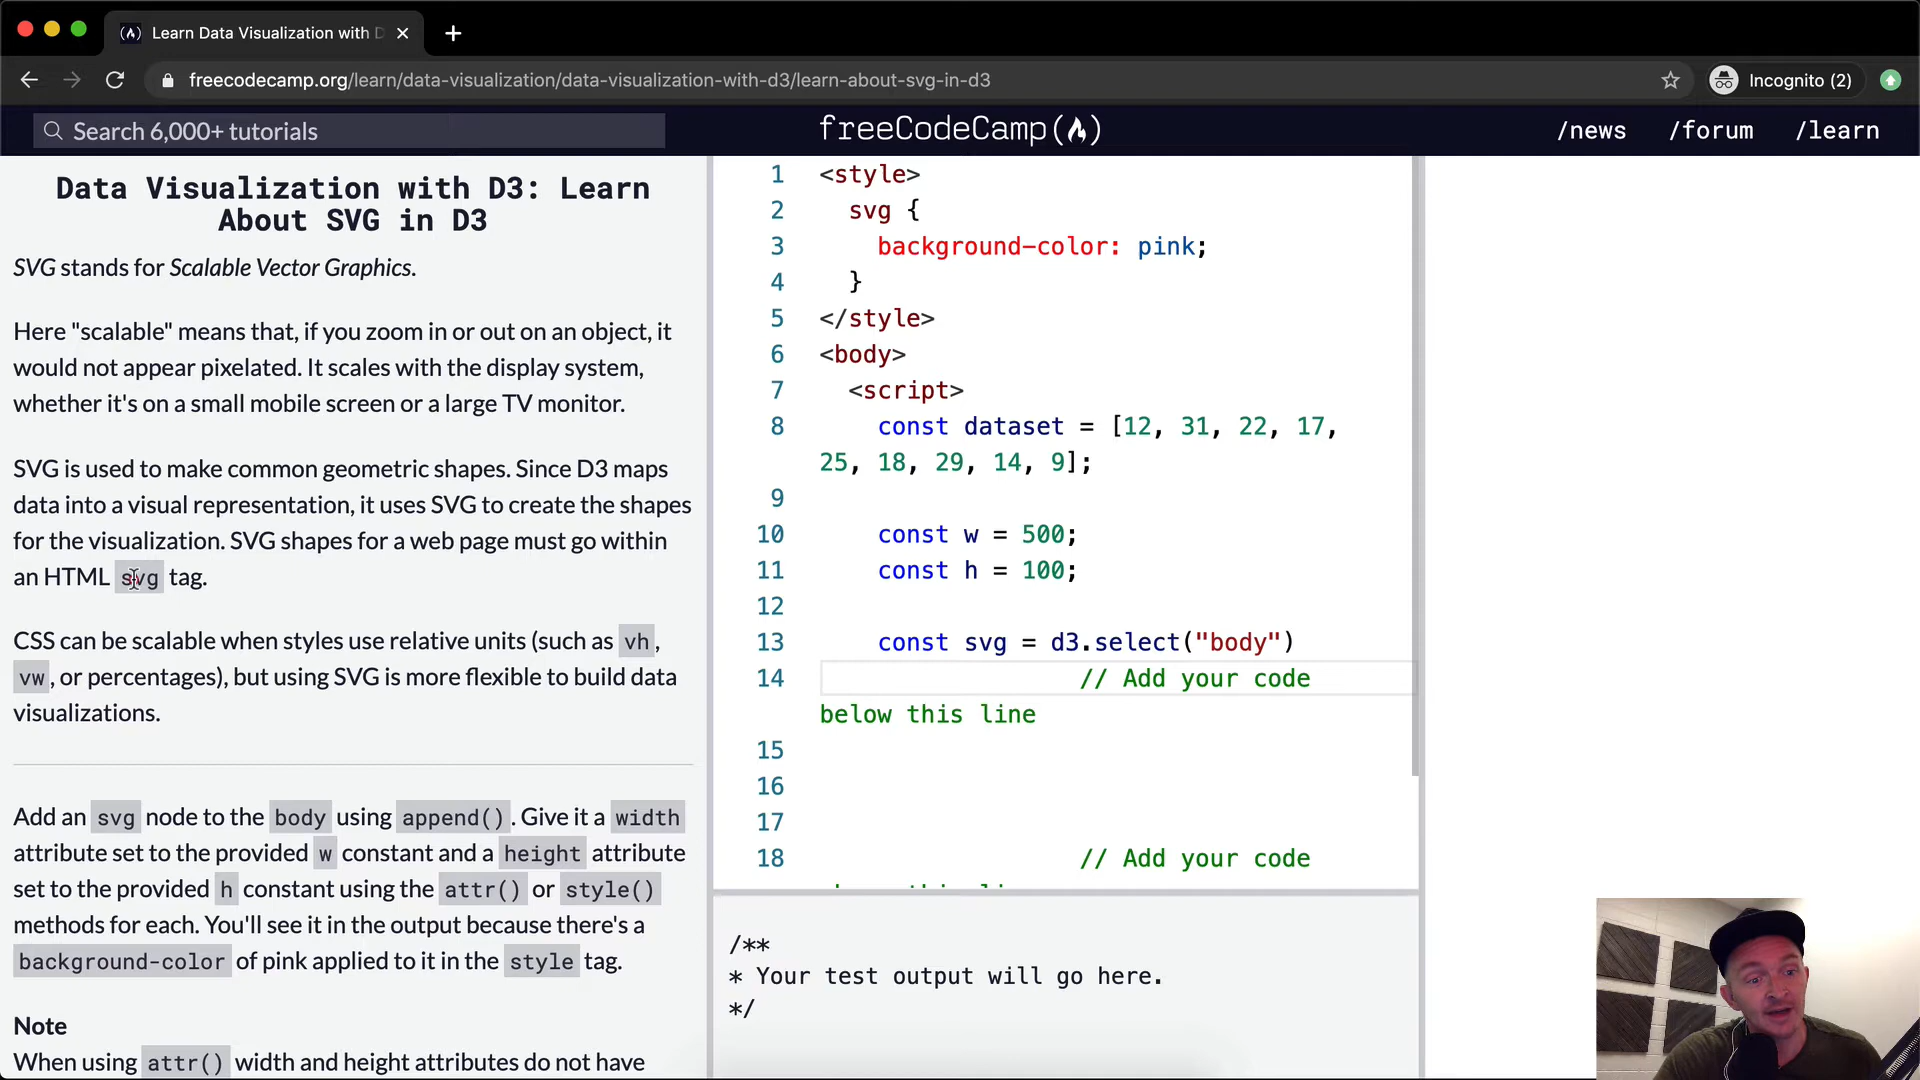 Learn Data Visualization with D
freecodecamp.org/learn/data-visualization/data-visualization-with-d3/learn-about-svg-in-d3
Incognito (2)
Search 6,000+ tutorials
freeCodeCamp
/news
/forum
/learn
Data Visualization with D3: Learn
About SVG in D3
SVG stands for Scalable Vector Graphics.
Here "scalable" means that, if you zoom in or out on an object, it
would not appear pixelated. It scales with the display system,
whether it's on a small mobile screen or a large TV monitor.
SVG is used to make common geometric shapes. Since D3 maps
data into a visual representation, it uses SVG to create the shapes
for the visualization. SVG shapes for a web page must go within
an HTML svg tag.
CSS can be scalable when styles use relative units (such as vh,
vw, or percentages), but using SVG is more flexible to build data
visualizations.
Add an svg node to the body using append(). Give it a width
attribute set to the provided w constant and a height attribute
set to the provided h constant using the attr() or style()
methods for each. You'll see it in the output because there's a
background-color of pink applied to it in the style tag.
Note
When using attr() width and height attributes do not have
1 <style>
2 svg {
3 background-color: pink;
4 }
5 </style>
6 <body>
7 <script>
8 const dataset = [12, 31, 22, 17,
25, 18, 29, 14, 9];
9
10 const w = 500;
11 const h = 100;
12
13 const svg = d3.select("body")
14 // Add your code
below this line
15
16
17
18 // Add your code
/**
* Your test output will go here.
*/